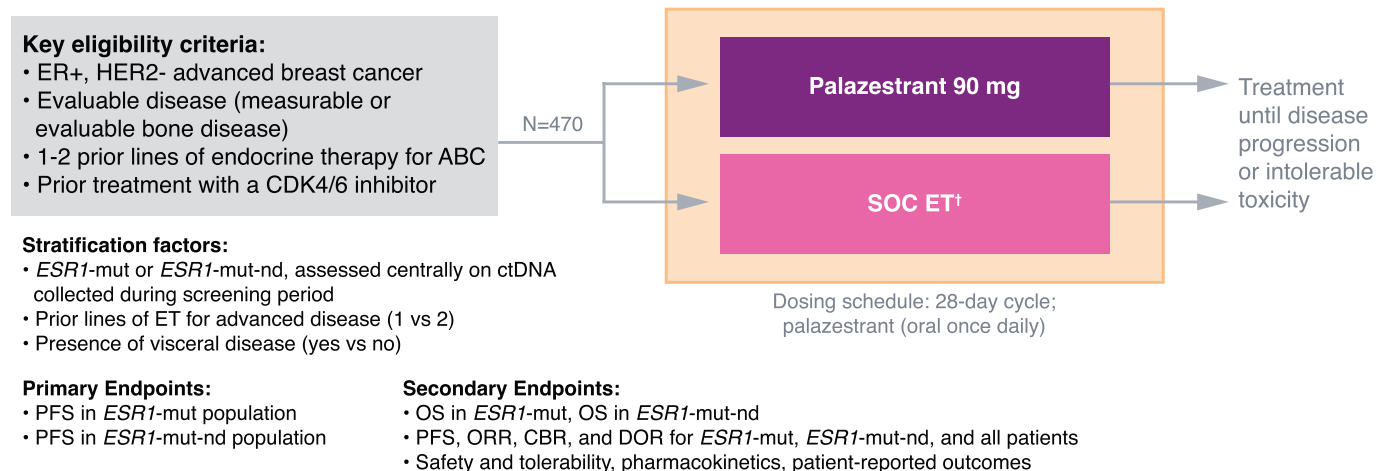 Key eligibility criteria:
• ER+, HER2- advanced breast cancer
• Evaluable disease (measurable or
evaluable bone disease)
• 1-2 prior lines of endocrine therapy for ABC
• Prior treatment with a CDK4/6 inhibitor
N=470
Palazestrant 90 mg
SOC ET†
Treatment
until disease
progression
or intolerable
toxicity
Dosing schedule: 28-day cycle;
palazestrant (oral once daily)
Stratification factors:
• ESR1-mut or ESR1-mut-nd, assessed centrally on ctDNA
collected during screening period
• Prior lines of ET for advanced disease (1 vs 2)
• Presence of visceral disease (yes vs no)
Primary Endpoints:
• PFS in ESR1-mut population
• PFS in ESR1-mut-nd population
Secondary Endpoints:
• OS in ESR1-mut, OS in ESR1-mut-nd
• PFS, ORR, CBR, and DOR for ESR1-mut, ESR1-mut-nd, and all patients
• Safety and tolerability, pharmacokinetics, patient-reported outcomes